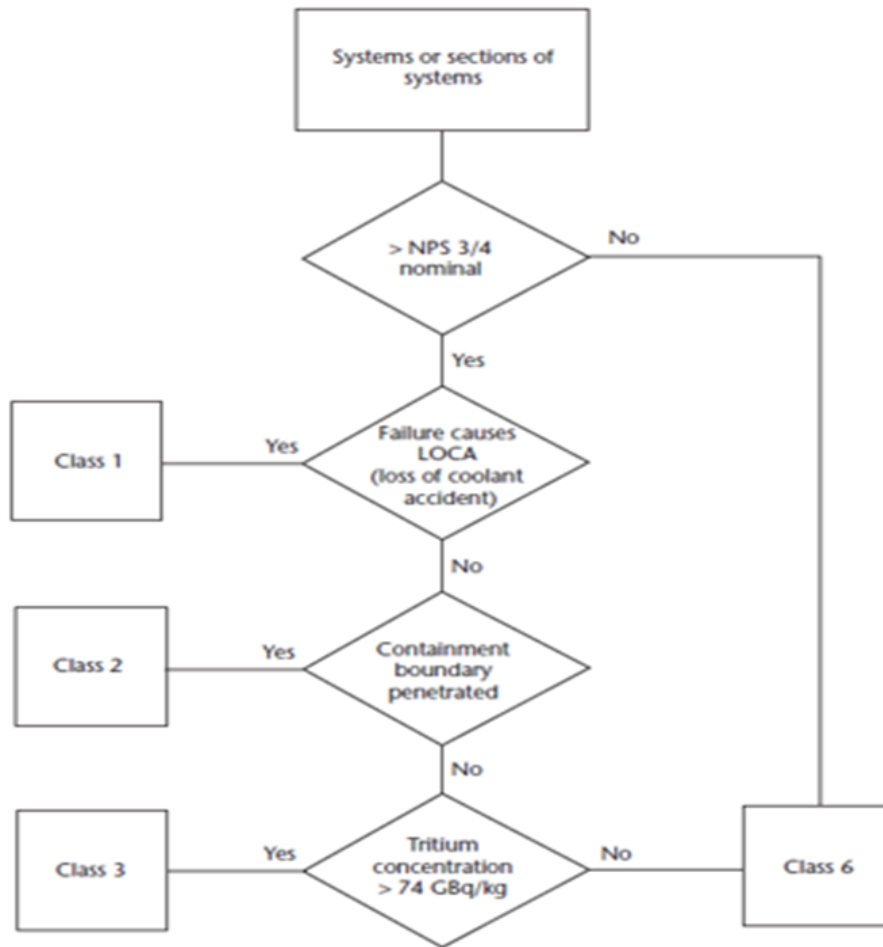 Systems or sections of
systems
> NPS 3/4
nominal
No
Yes
Failure causes
LOCA
(loss of coolant
accident)
Yes
Class 1
No
Containment
boundary
penetrated
Yes
Class 2
No
Tritium
concentration
> 74 GBq/kg
Yes
Class 3
No
Class 6